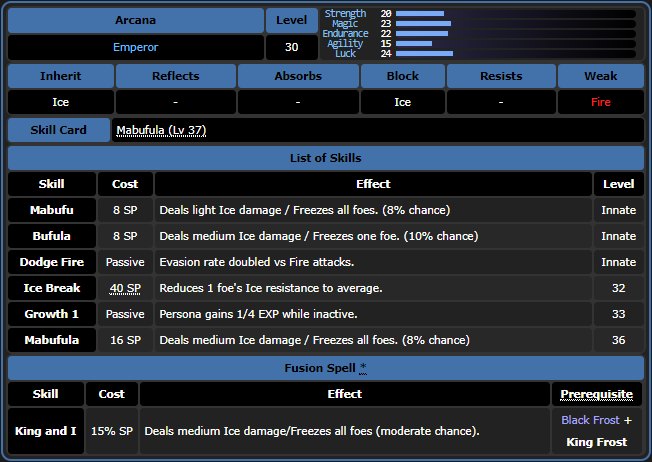 Arcana Level
Emperor 30
Strength 20
Magic 23
Endurance 22
Agility 15
Luck 24
Inherit Reflects Absorbs Block Resists Weak
Ice - - Ice - Fire
Skill Card Mabufula (Lv 37)
List of Skills
Skill Cost Effect Level
Mabufu 8 SP Deals light Ice damage / Freezes all foes. (8% chance) Innate
Bufula 8 SP Deals medium Ice damage / Freezes one foe. (10% chance) Innate
Dodge Fire Passive Evasion rate doubled vs Fire attacks. Innate
Ice Break 40 SP Reduces 1 foe's Ice resistance to average. 32
Growth 1 Passive Persona gains 1/4 EXP while inactive. 33
Mabufula 16 SP Deals medium Ice damage / Freezes all foes. (8% chance) 36
Fusion Spell *
Skill Cost Effect Prerequisite
King and I 15% SP Deals medium Ice damage/Freezes all foes (moderate chance). Black Frost +
King Frost